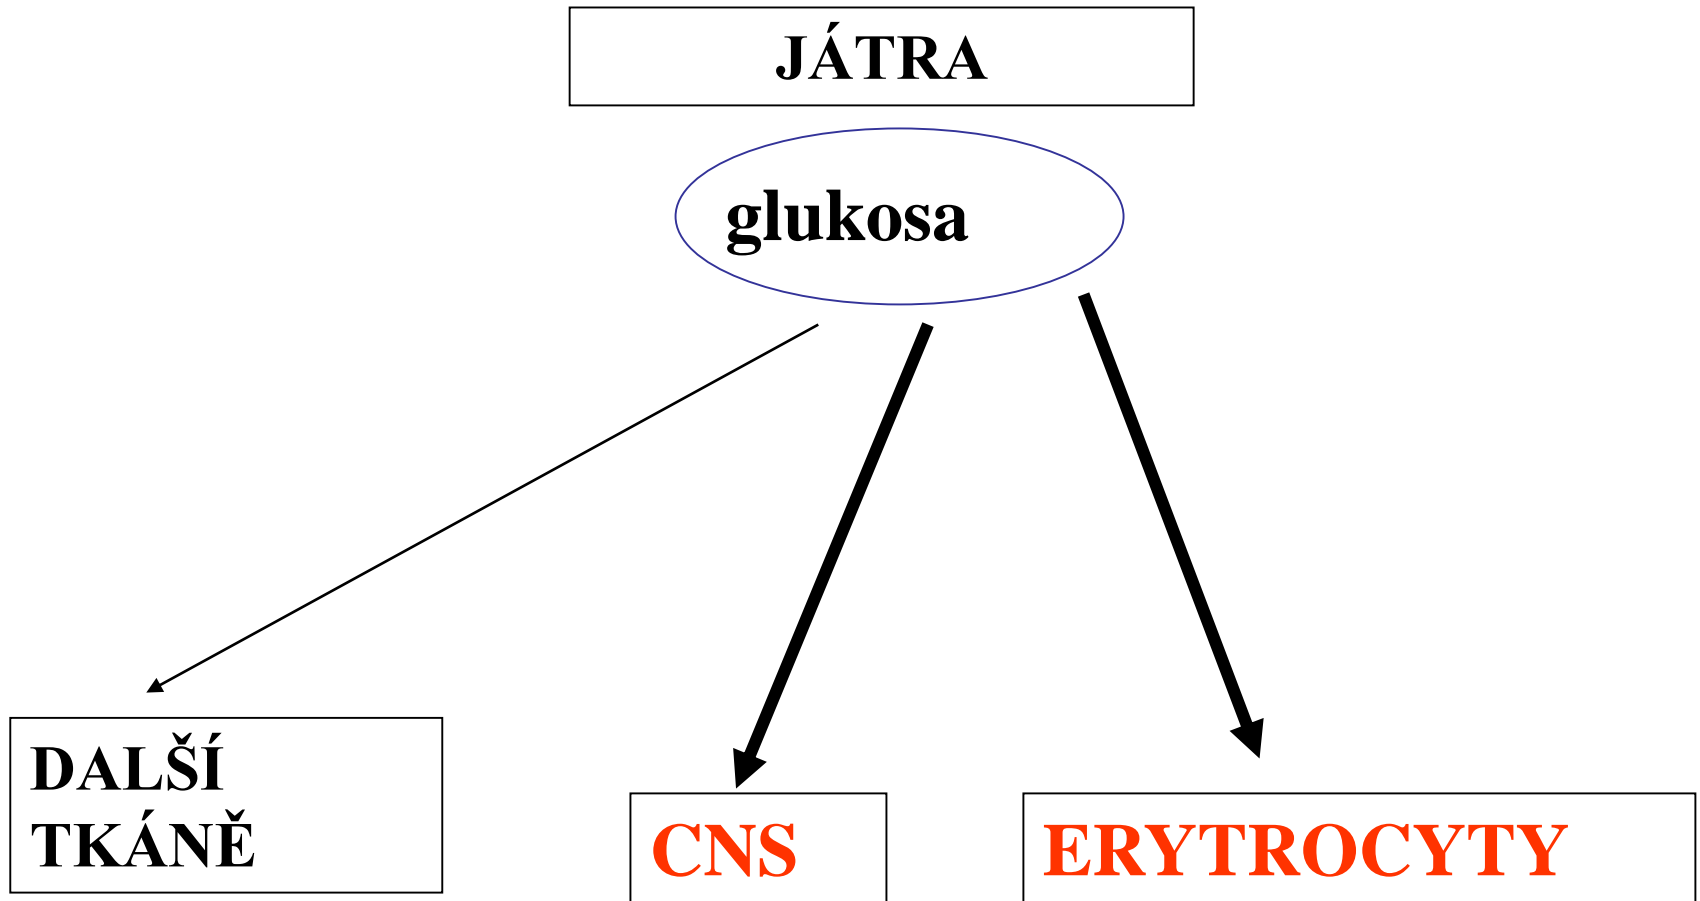 JÁTRA
glukosa
DALŠÍ
TKÁNĚ
CNS
ERYTROCYTY